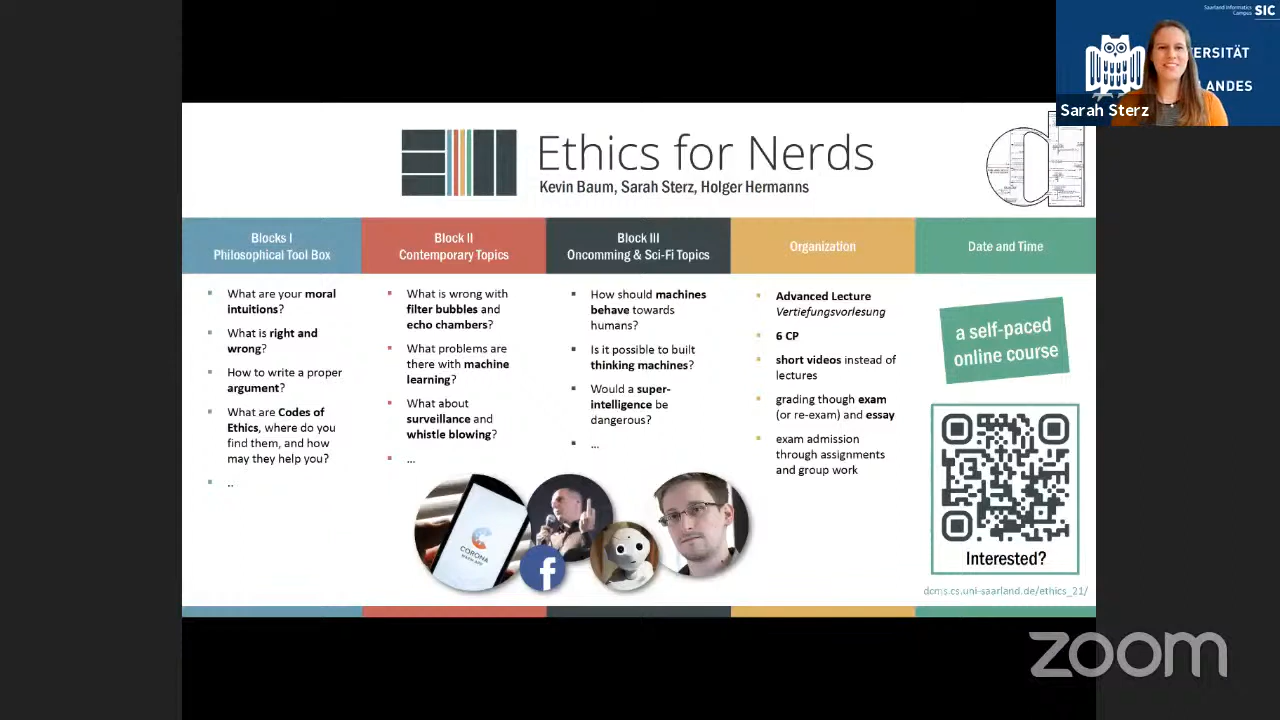 Saarland Informatics
Campus
SIC
ERSITÄT
LANDES
Sarah Sterz
Ethics for Nerds
Kevin Baum, Sarah Sterz, Holger Hermanns
Blocks I
Philosophical Tool Box
What are your moral
intuitions?
What is right and
wrong?
How to write a proper
argument?
What are Codes of
Ethics, where do you
find them, and how
may they help you?
..
Block II
Contemporary Topics
What is wrong with
filter bubbles and
echo chambers?
What problems are
there with machine
learning?
What about
surveillance and
whistle blowing?
...
Block III
Oncomming & Sci-Fi Topics
How should machines
behave towards
humans?
Is it possible to built
thinking machines?
Would a super-
intelligence be
dangerous?
...
Organization
Advanced Lecture
Vertiefungsvorlesung
6 CP
short videos instead of
lectures
grading though exam
(or re-exam) and essay
exam admission
through assignments
and group work
Date and Time
a self-paced
online course
Interested?
dcms.cs.uni-saarland.de/ethics_21/
CORONA
WARN-APP
f
zoom